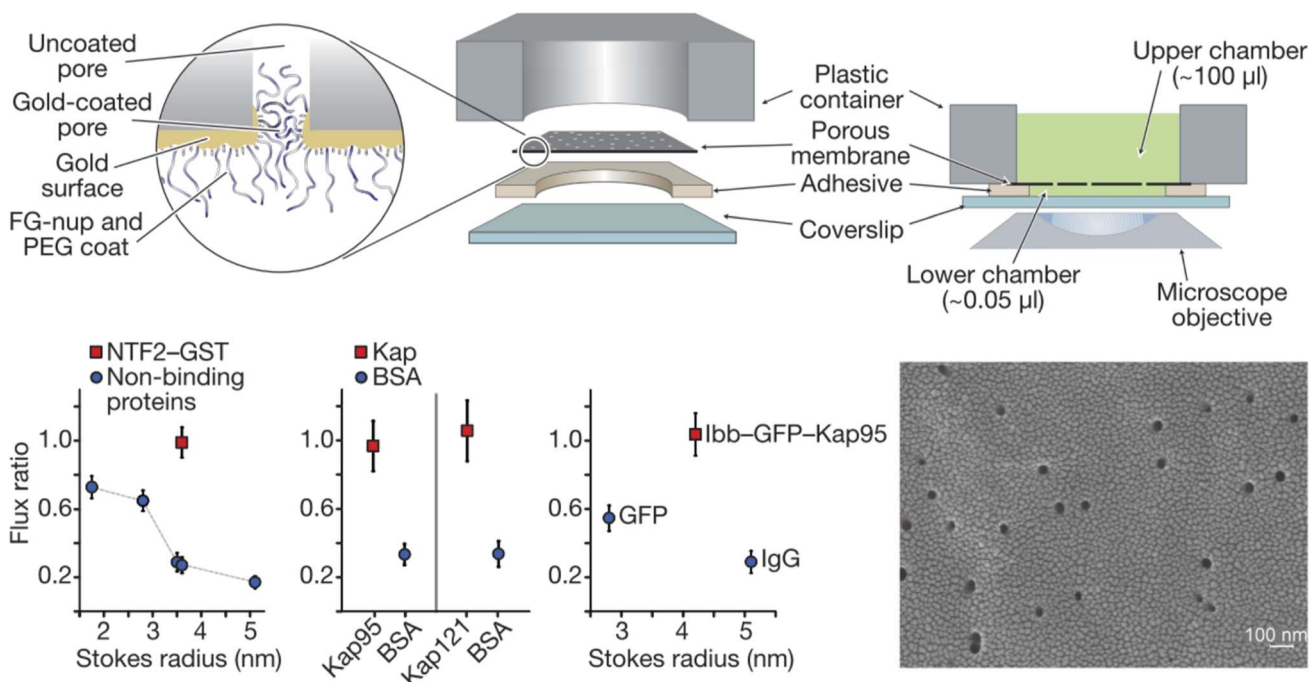 Uncoated
pore
Gold-coated
pore
Gold
surface
FG-nup and
PEG coat
Plastic
container
Porous
membrane
Adhesive
Coverslip
Upper chamber
(~100 µl)
Lower chamber
(~0.05 µl)
Microscope
objective
NTF2–GST
Non-binding
proteins
Flux ratio
1.0
0.6
0.2
2 3 4 5
Stokes radius (nm)
Kap
BSA
1.0
0.6
0.2
Kap95
BSA
Kap121
BSA
1.0
0.6
0.2
Ibb–GFP–Kap95
GFP
IgG
3 4 5
Stokes radius (nm)
100 nm